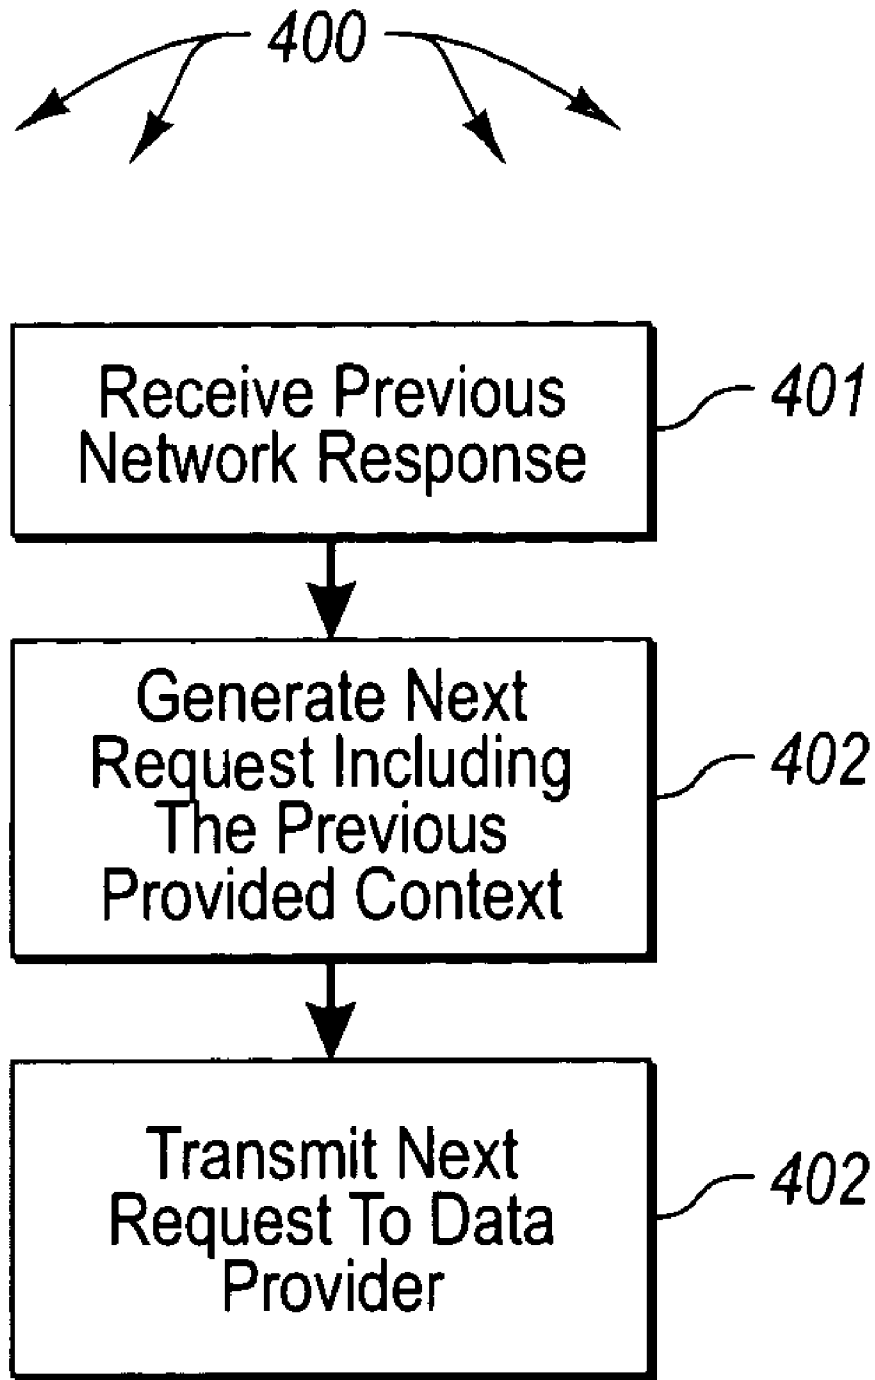 400
Receive Previous
Network Response
401
Generate Next
Request Including
The Previous
Provided Context
402
Transmit Next
Request To Data
Provider
402